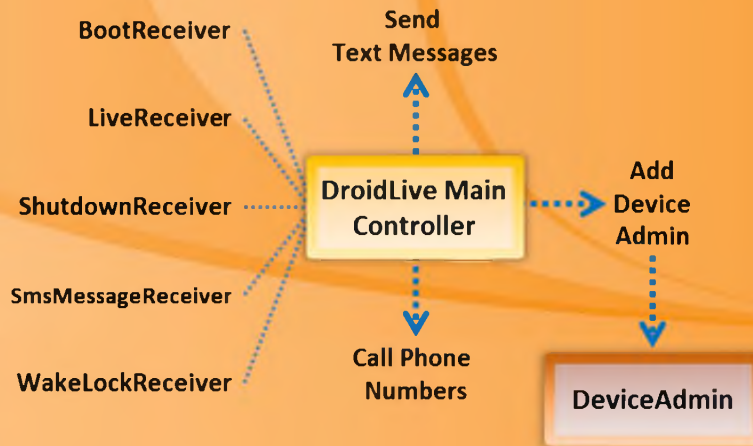 BootReceiver
LiveReceiver
ShutdownReceiver
SmsMessageReceiver
WakeLockReceiver
Send
Text Messages
DroidLive Main
Controller
Call Phone
Numbers
Add
Device
Admin
DeviceAdmin